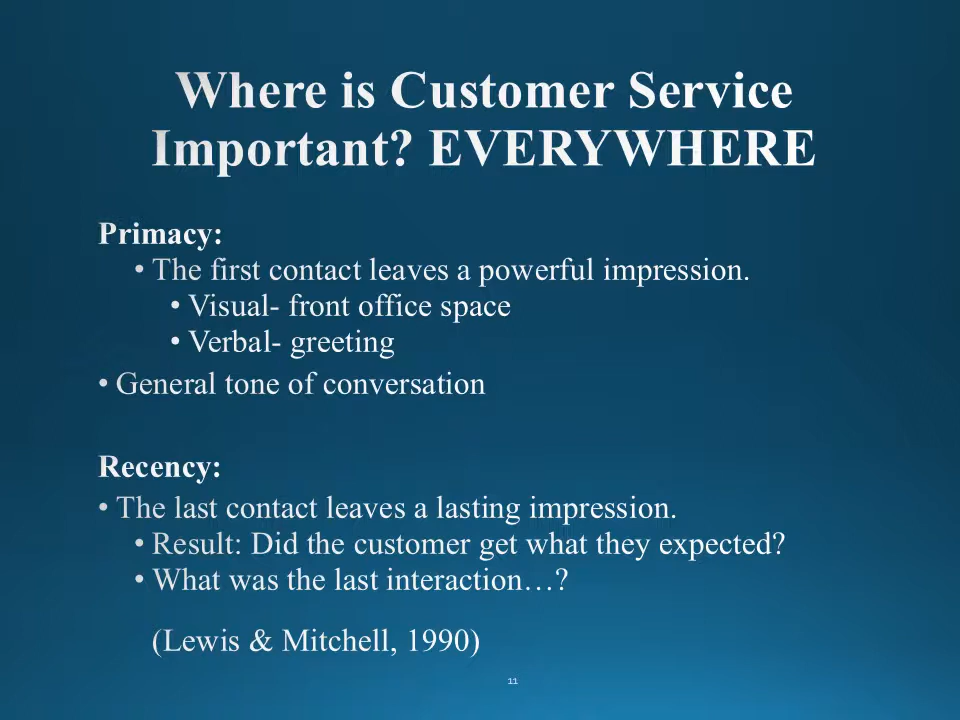 Where is Customer Service
Important? EVERYWHERE
Primacy:
• The first contact leaves a powerful impression.
• Visual- front office space
• Verbal- greeting
• General tone of conversation
Recency:
• The last contact leaves a lasting impression.
• Result: Did the customer get what they expected?
• What was the last interaction…?
(Lewis & Mitchell, 1990)
11